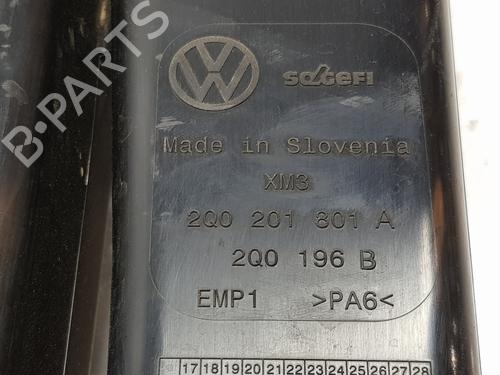 VW SOGEFI
Made in Slovenia
XM3
2Q0 201 801 A
2Q0 196 B
EMP1 >PA6<
17 18 19 20 21 22 23 24 25 26 27 28
B-PARTS